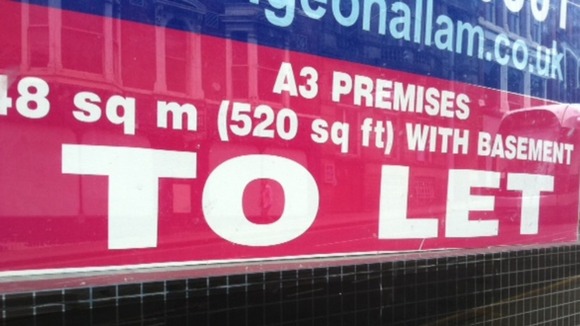 geonallam.co.uk
A3 PREMISES
48 sq m (520 sq ft) WITH BASEMENT
TO LET